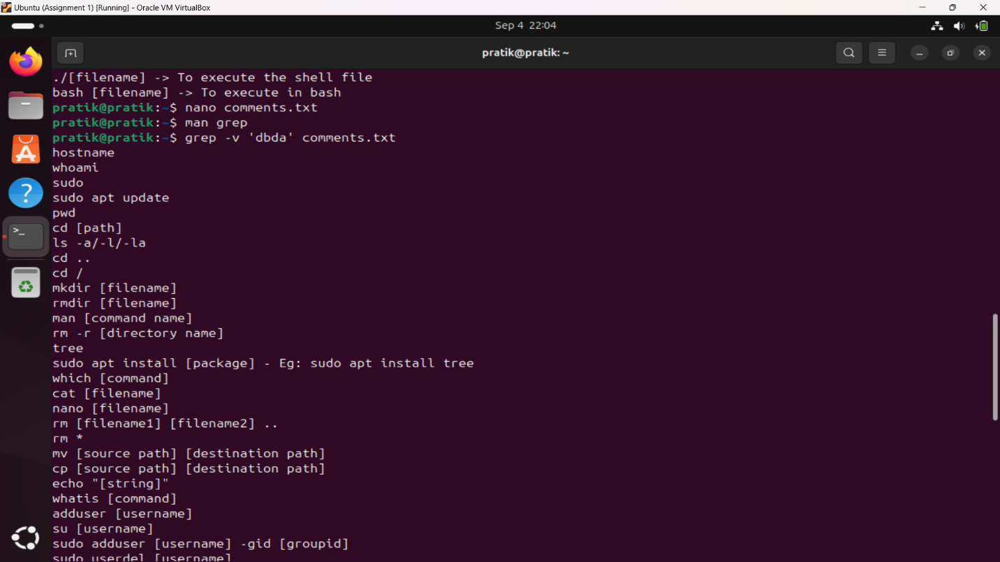 Ubuntu (Assignment 1) [Running] - Oracle VM VirtualBox
Sep 4 22:04
pratik@pratik: ~
./[filename] -> To execute the shell file
bash [filename] -> To execute in bash
pratik@pratik:~$ nano comments.txt
pratik@pratik:~$ man grep
pratik@pratik:~$ grep -v 'dbda' comments.txt
hostname
whoami
sudo
sudo apt update
pwd
cd [path]
ls -a/-l/-la
cd ..
cd /
mkdir [filename]
rmdir [filename]
man [command name]
rm -r [directory name]
tree
sudo apt install [package] - Eg: sudo apt install tree
which [command]
cat [filename]
nano [filename]
rm [filename1] [filename2] ..
rm *
mv [source path] [destination path]
cp [source path] [destination path]
echo "[string]"
whatis [command]
adduser [username]
su [username]
sudo adduser [username] -gid [groupid]
sudo userdel [username]